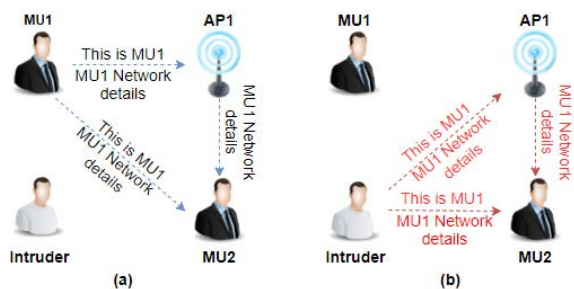 MU1
AP1
This is MU1
MU1 Network
details
This is MU1
MU1 Network
details
MU1 Network
details
Intruder
MU2
(a)
MU1
AP1
This is MU1
MU1 Network
details
This is MU1
MU1 Network
details
MU1 Network
details
Intruder
MU2
(b)